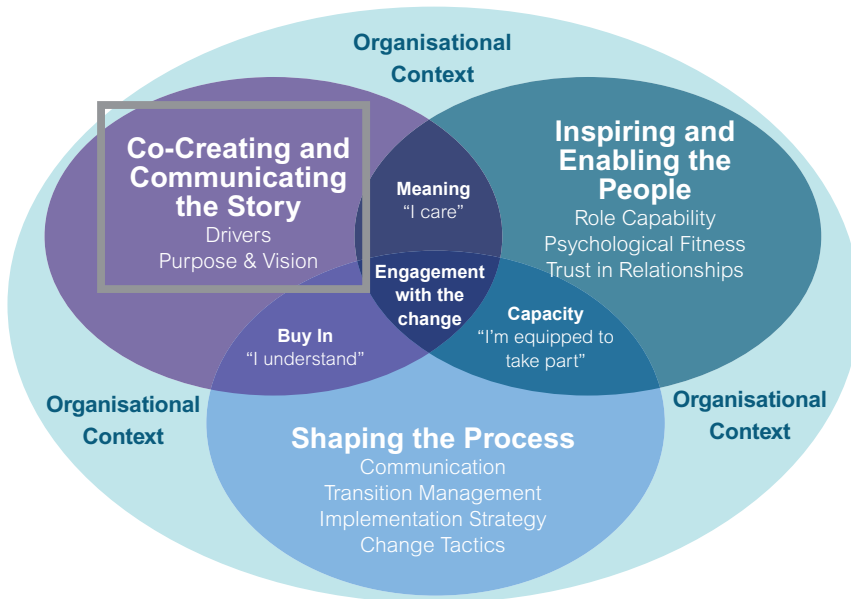 Organisational
Context
Co-Creating and
Communicating
the Story
Drivers
Purpose & Vision
Inspiring and
Enabling the
People
Role Capability
Psychological Fitness
Trust in Relationships
Meaning
“I care”
Engagement
with the
change
Buy In
“I understand”
Capacity
“I’m equipped to
take part”
Organisational
Context
Organisational
Context
Shaping the Process
Communication
Transition Management
Implementation Strategy
Change Tactics